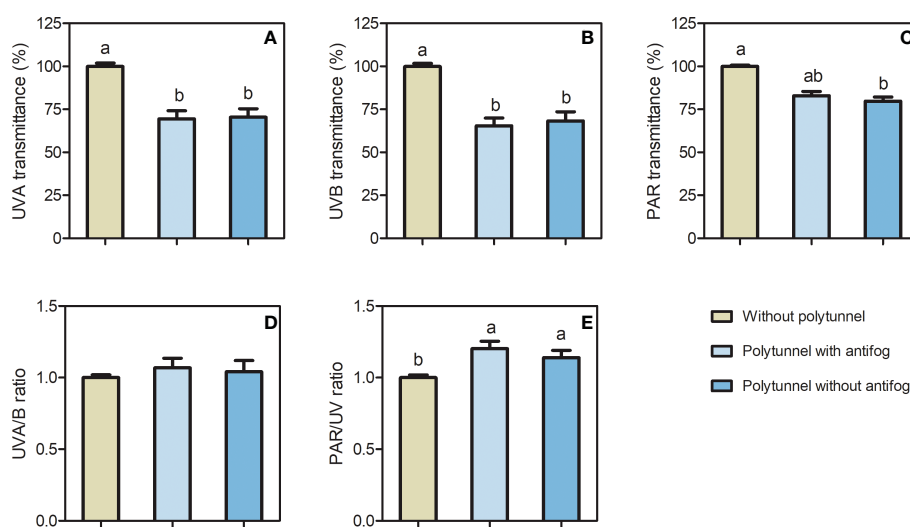 125
100
75
50
25
0
UVA transmittance (%)
A
a
b
b
125
100
75
50
25
0
UVB transmittance (%)
B
a
b
b
125
100
75
50
25
0
PAR transmittance (%)
C
a
ab
b
1.5
1.0
0.5
0.0
UVA/B ratio
D
1.5
1.0
0.5
0.0
PAR/UV ratio
E
b
a
a
Without polytunnel
Polytunnel with antifog
Polytunnel without antifog